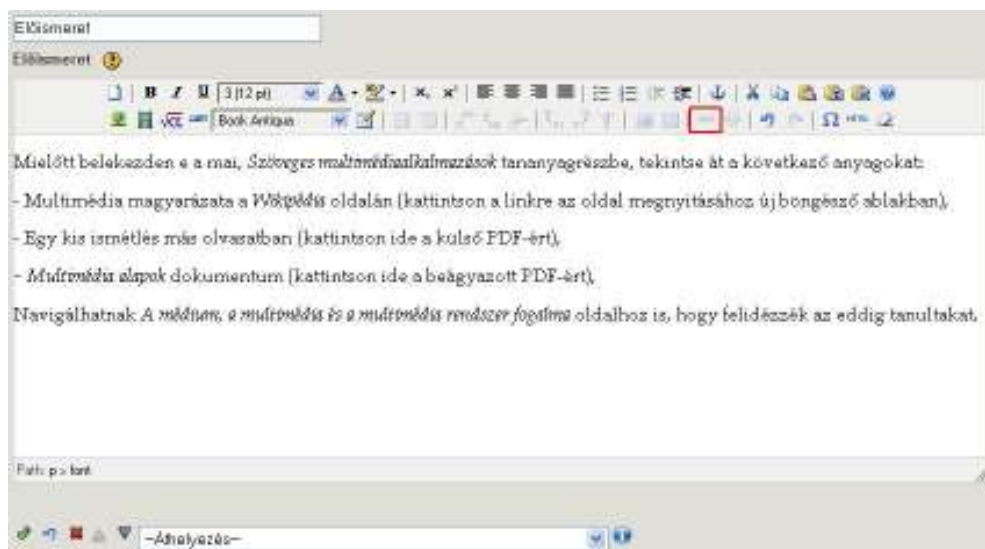 Előismeret
Előismeret
B I U 3 (12 pt) A
Book Antiqua Ω HTML
Mielőtt belekezden e a mai, Szöveges multimédiaalkalmazások tananyagrészbe, tekintse át a következő anyagokat:
- Multimédia magyarázata a Wikipédia oldalán (kattintson a linkre az oldal megnyitásához új böngésző ablakban),
- Egy kis ismétlés más olvasatban (kattintson ide a külső PDF-ért),
- Multimédia alapok dokumentum (kattintson ide a beágyazott PDF-ért),
Navigálhatnak A médium, a multimédia és a multimédia rendszer fogalma oldalhoz is, hogy felidézzék az eddig tanultakat.
Path: p > font
--Áthelyezés--